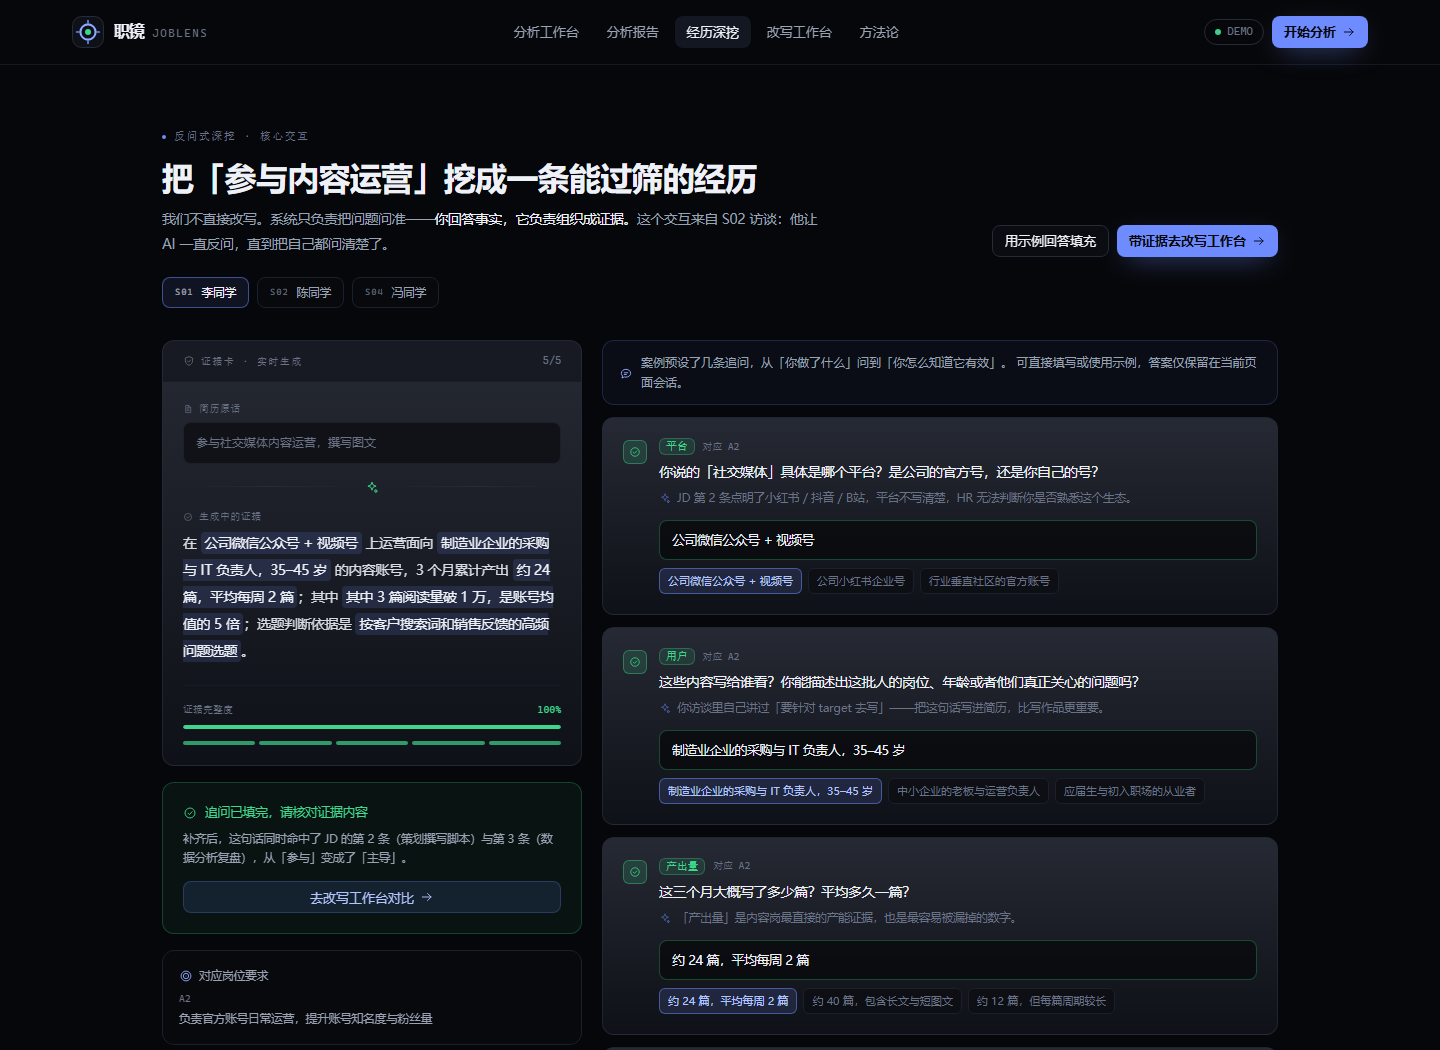 职镜 JOBLENS
分析工作台
分析报告
经历深挖
改写工作台
方法论
DEMO
开始分析 →
反问式深挖 · 核心交互
把「参与内容运营」挖成一条能过筛的经历
我们不直接改写。系统只负责把问题问准——你回答事实，它负责组织成证据。这个交互来自 S02 访谈：他让
AI 一直反问，直到把自己都问清楚了。
用示例回答填充
带证据去改写工作台 →
S01 李同学
S02 陈同学
S04 冯同学
证据卡 · 实时生成
5/5
简历原话
参与社交媒体内容运营，撰写图文
生成中的证据
在 公司微信公众号 + 视频号 上运营面向 制造业企业的采购
与 IT 负责人，35–45 岁 的内容账号，3 个月累计产出 约 24
篇，平均每周 2 篇；其中 其中 3 篇阅读量破 1 万，是账号均
值的 5 倍；选题判断依据是 按客户搜索词和销售反馈的高频
问题选题。
证据完整度
100%
追问已填完，请核对证据内容
补齐后，这句话同时命中了 JD 的第 2 条（策划撰写脚本）与第 3 条（数
据分析复盘），从「参与」变成了「主导」。
去改写工作台对比 →
对应岗位要求
A2
负责官方账号日常运营，提升账号知名度与粉丝量
案例预设了几条追问，从「你做了什么」问到「你怎么知道它有效」。 可直接填写或使用示例，答案仅保留在当前页
面会话。
平台 对应 A2
你说的「社交媒体」具体是哪个平台？是公司的官方号，还是你自己的号？
JD 第 2 条点明了小红书 / 抖音 / B站，平台不写清楚，HR 无法判断你是否熟悉这个生态。
公司微信公众号 + 视频号
公司微信公众号 + 视频号
公司小红书企业号
行业垂直社区的官方账号
用户 对应 A2
这些内容写给谁看？你能描述出这批人的岗位、年龄或者他们真正关心的问题吗？
你访谈里自己讲过「要针对 target 去写」——把这句话写进简历，比写作品更重要。
制造业企业的采购与 IT 负责人，35–45 岁
制造业企业的采购与 IT 负责人，35–45 岁
中小企业的老板与运营负责人
应届生与初入职场的从业者
产出量 对应 A2
这三个月大概写了多少篇？平均多久一篇？
「产出量」是内容岗最直接的产能证据，也是最容易被漏掉的数字。
约 24 篇，平均每周 2 篇
约 24 篇，平均每周 2 篇
约 40 篇，包含长文与短图文
约 12 篇，但每篇周期较长